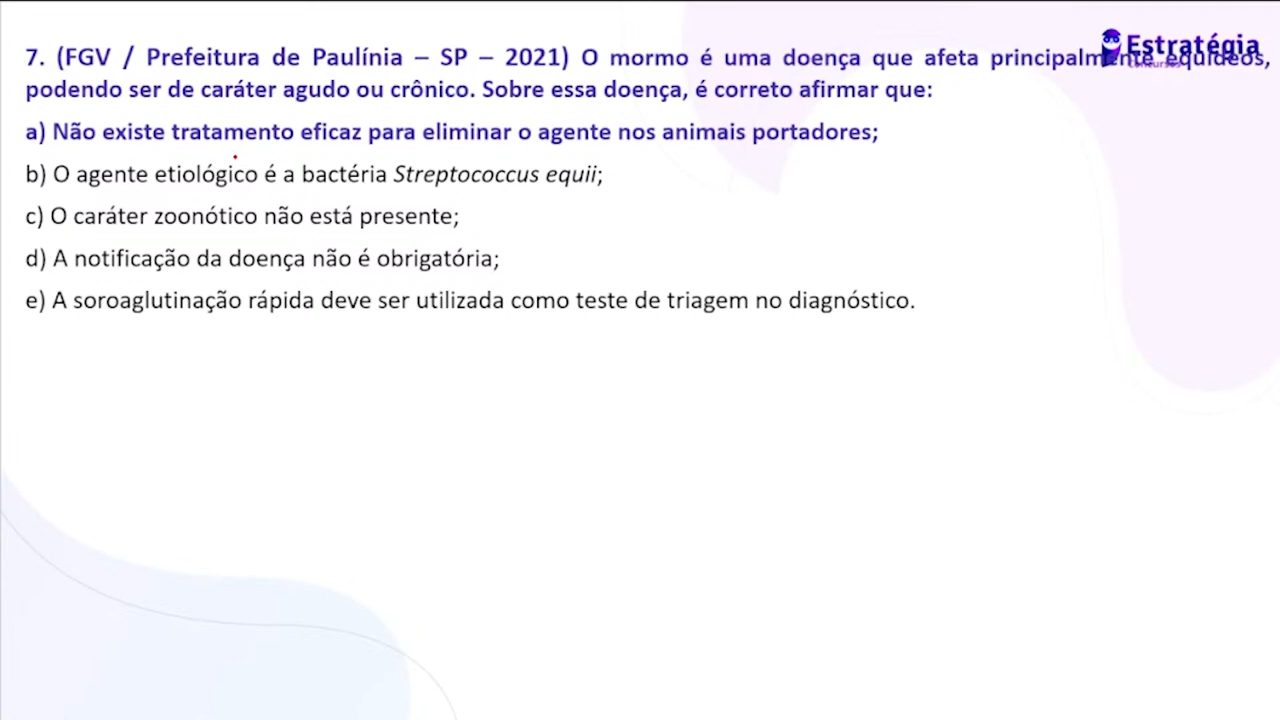 Estratégia
Concursos
7. (FGV / Prefeitura de Paulínia – SP – 2021) O mormo é uma doença que afeta principalmente equídeos,
podendo ser de caráter agudo ou crônico. Sobre essa doença, é correto afirmar que:
a) Não existe tratamento eficaz para eliminar o agente nos animais portadores;
b) O agente etiológico é a bactéria Streptococcus equii;
c) O caráter zoonótico não está presente;
d) A notificação da doença não é obrigatória;
e) A soroaglutinação rápida deve ser utilizada como teste de triagem no diagnóstico.